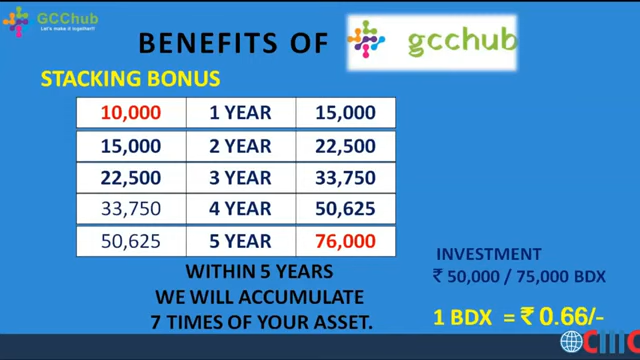 GCChub
Let's make it together!!
BENEFITS OF gcchub
STACKING BONUS
10,000 1 YEAR 15,000
15,000 2 YEAR 22,500
22,500 3 YEAR 33,750
33,750 4 YEAR 50,625
50,625 5 YEAR 76,000
WITHIN 5 YEARS
WE WILL ACCUMULATE
7 TIMES OF YOUR ASSET.
INVESTMENT
₹ 50,000 / 75,000 BDX
1 BDX = ₹ 0.66/-